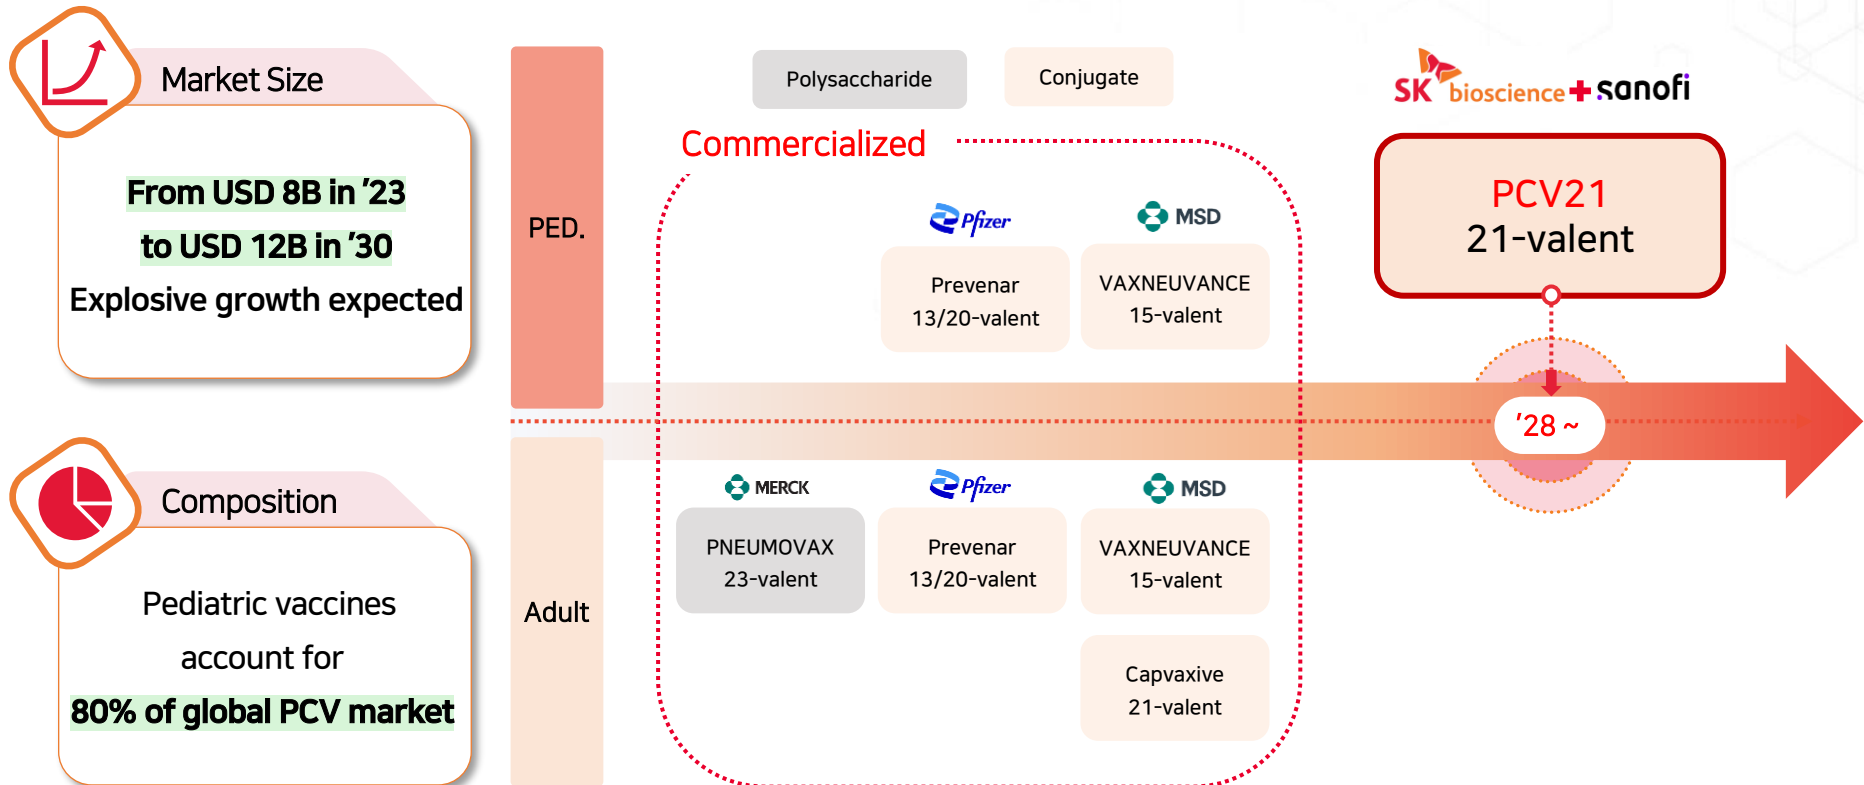 Market Size
From USD 8B in ’23
to USD 12B in ’30
Explosive growth expected
Composition
Pediatric vaccines
account for
80% of global PCV market
PED.
Adult
Polysaccharide
Conjugate
Commercialized
Pfizer
Prevenar
13/20-valent
MSD
VAXNEUVANCE
15-valent
MERCK
PNEUMOVAX
23-valent
Pfizer
Prevenar
13/20-valent
MSD
VAXNEUVANCE
15-valent
Capvaxive
21-valent
SK bioscience + sanofi
PCV21
21-valent
’28 ~